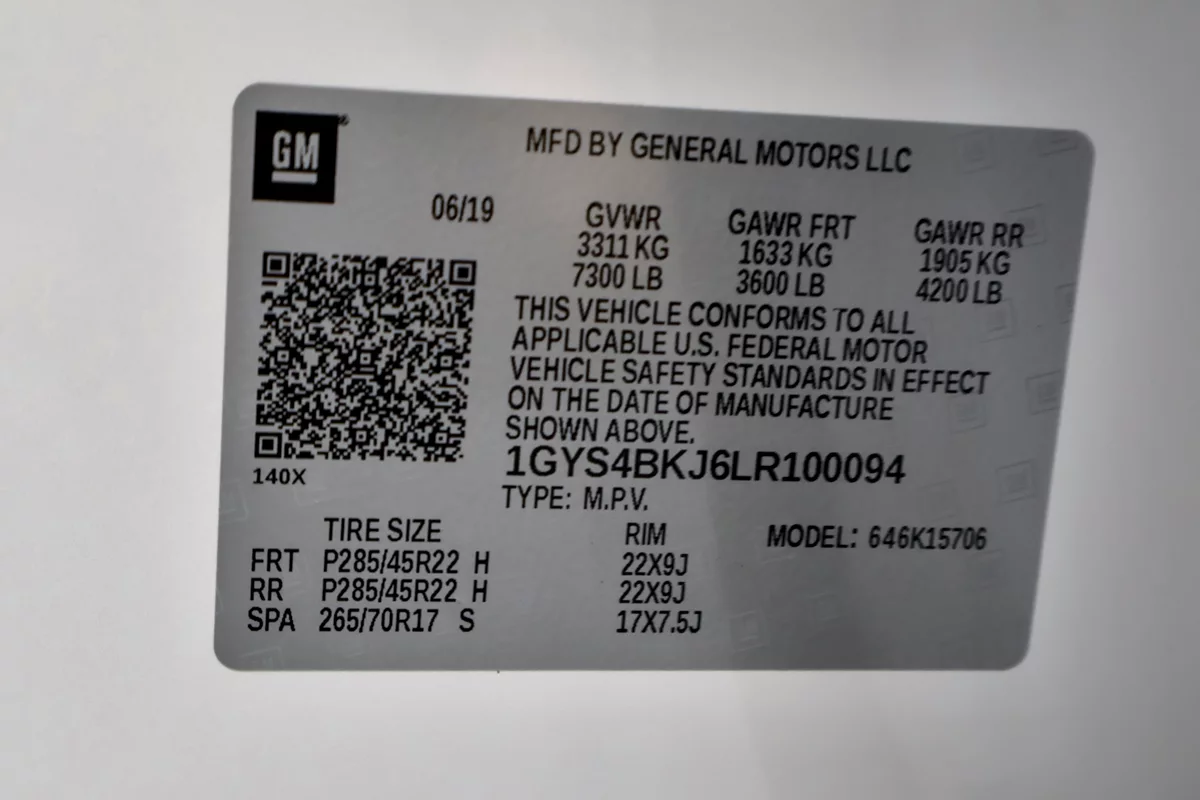 GM
MFD BY GENERAL MOTORS LLC
06/19
GVWR GAWR FRT GAWR RR
3311 KG 1633 KG 1905 KG
7300 LB 3600 LB 4200 LB
THIS VEHICLE CONFORMS TO ALL
APPLICABLE U.S. FEDERAL MOTOR
VEHICLE SAFETY STANDARDS IN EFFECT
ON THE DATE OF MANUFACTURE
SHOWN ABOVE.
140X
1GYS4BKJ6LR100094
TYPE: M.P.V.
TIRE SIZE RIM MODEL: 646K15706
FRT P285/45R22 H 22X9J
RR P285/45R22 H 22X9J
SPA 265/70R17 S 17X7.5J